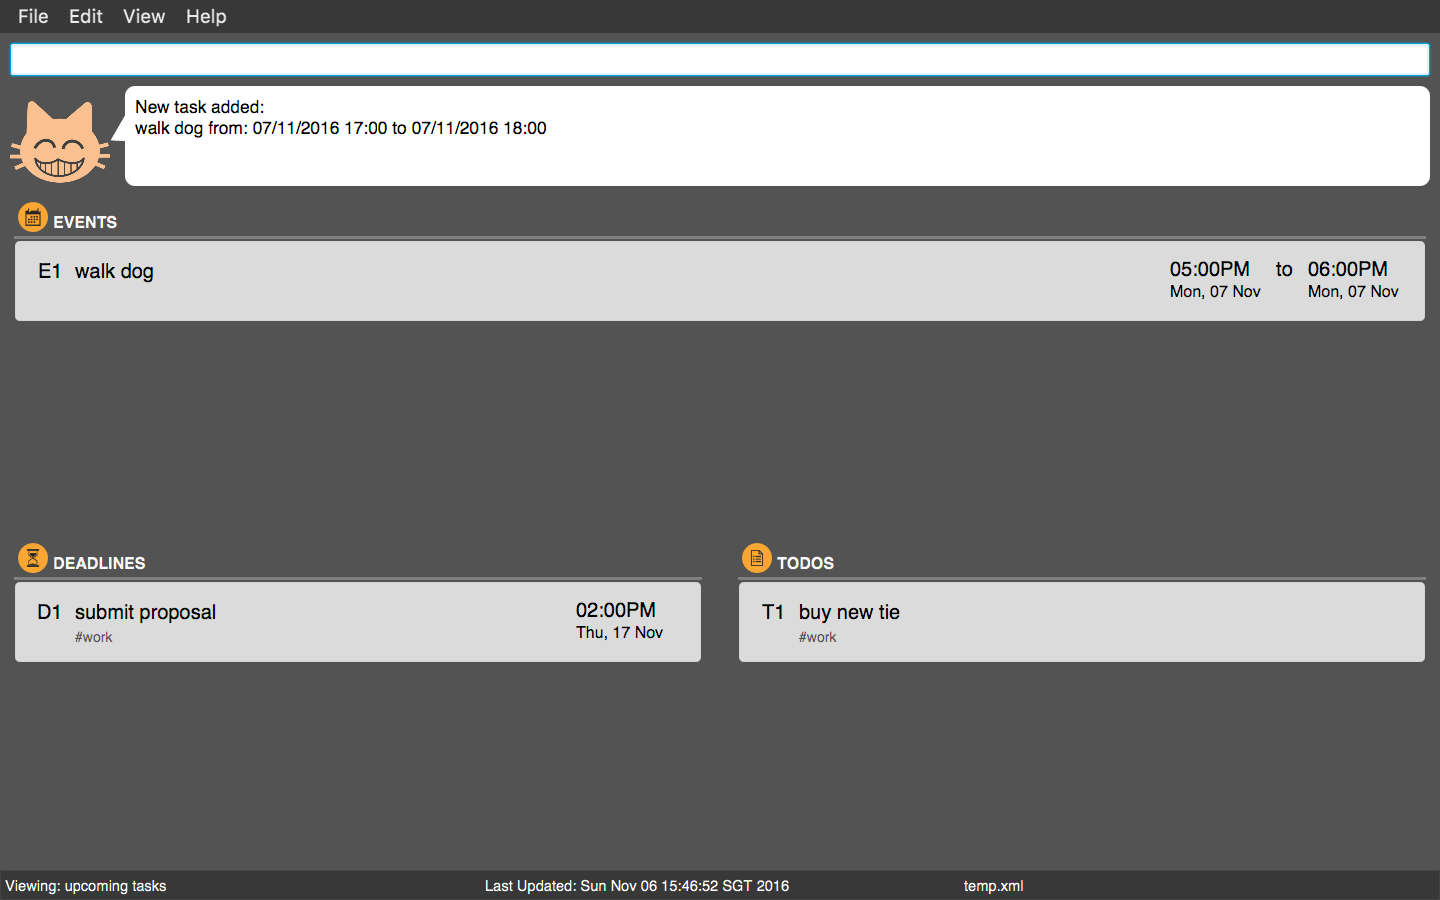 File Edit View Help
New task added:
walk dog from: 07/11/2016 17:00 to 07/11/2016 18:00
EVENTS
E1 walk dog 05:00PM to 06:00PM
Mon, 07 Nov Mon, 07 Nov
DEADLINES
D1 submit proposal 02:00PM
#work Thu, 17 Nov
TODOS
T1 buy new tie
#work
Viewing: upcoming tasks Last Updated: Sun Nov 06 15:46:52 SGT 2016 temp.xml